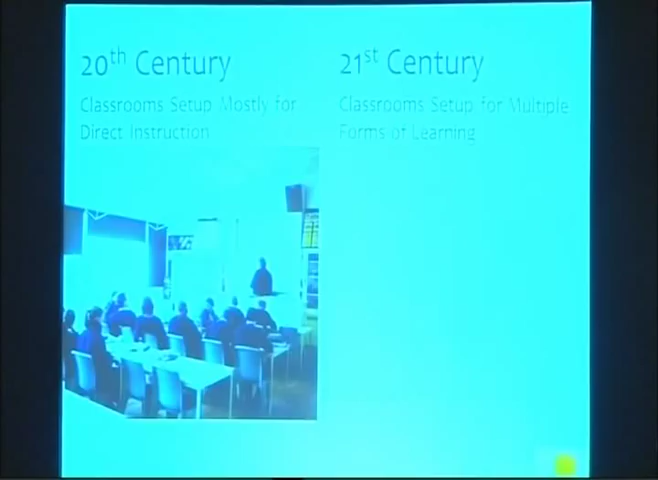 20th Century
Classrooms Setup Mostly for
Direct Instruction
21st Century
Classrooms Setup for Multiple
Forms of Learning